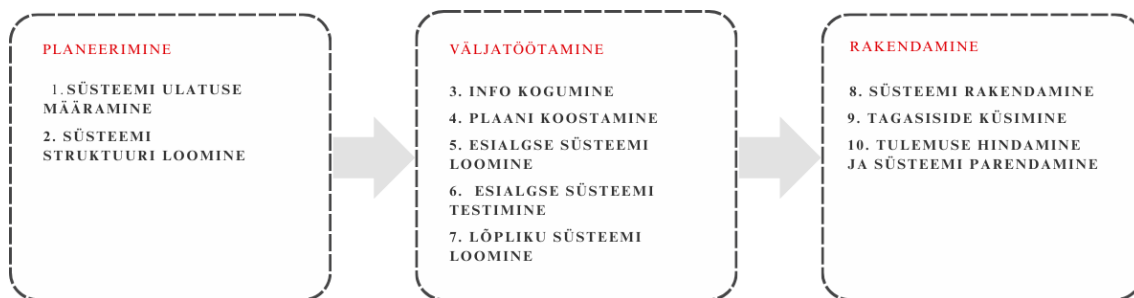 PLANEERIMINE
1. SÜSTEEMI ULATUSE
MÄÄRAMINE
2. SÜSTEEMI
STRUKTUURI LOOMINE
VÄLJATÖÖTAMINE
3. INFO KOGUMINE
4. PLAANI KOOSTAMINE
5. ESIALGSE SÜSTEEMI
LOOMINE
6. ESIALGSE SÜSTEEMI
TESTIMINE
7. LÕPLIKU SÜSTEEMI
LOOMINE
RAKENDAMINE
8. SÜSTEEMI RAKENDAMINE
9. TAGASISIDE KÜSIMINE
10. TULEMUSE HINDAMINE
JA SÜSTEEMI PARENDAMINE